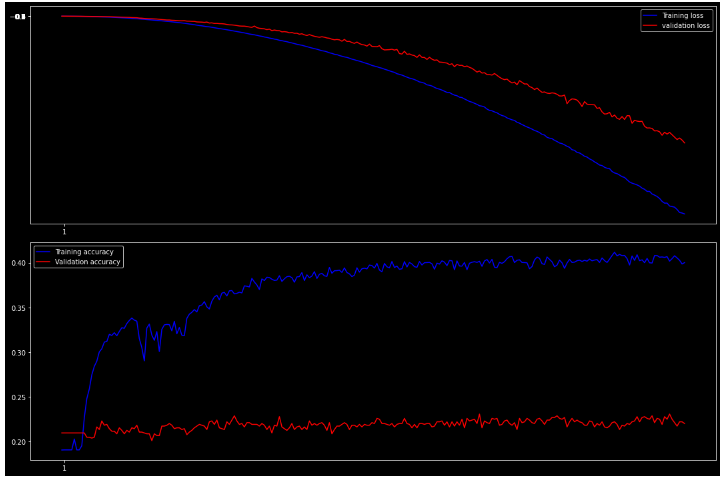 Training loss
validation loss
1
Training accuracy
Validation accuracy
0.40
0.35
0.30
0.25
0.20
1